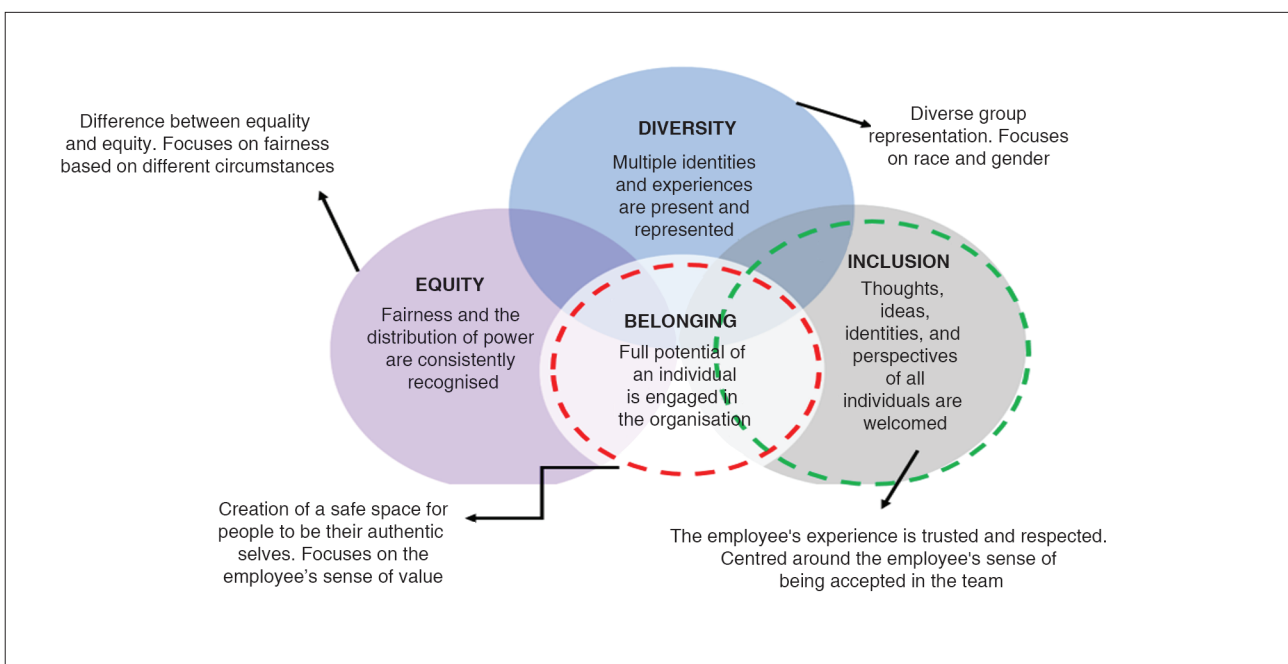 Difference between equality
and equity. Focuses on fairness
based on different circumstances
DIVERSITY
Multiple identities
and experiences
are present and
represented
Diverse group
representation. Focuses
on race and gender
EQUITY
Fairness and the
distribution of power
are consistently
recognised
BELONGING
Full potential of
an individual
is engaged in
the organisation
INCLUSION
Thoughts,
ideas,
identities, and
perspectives
of all
individuals are
welcomed
Creation of a safe space for
people to be their authentic
selves. Focuses on the
employee’s sense of value
The employee's experience is trusted and respected.
Centred around the employee's sense of
being accepted in the team